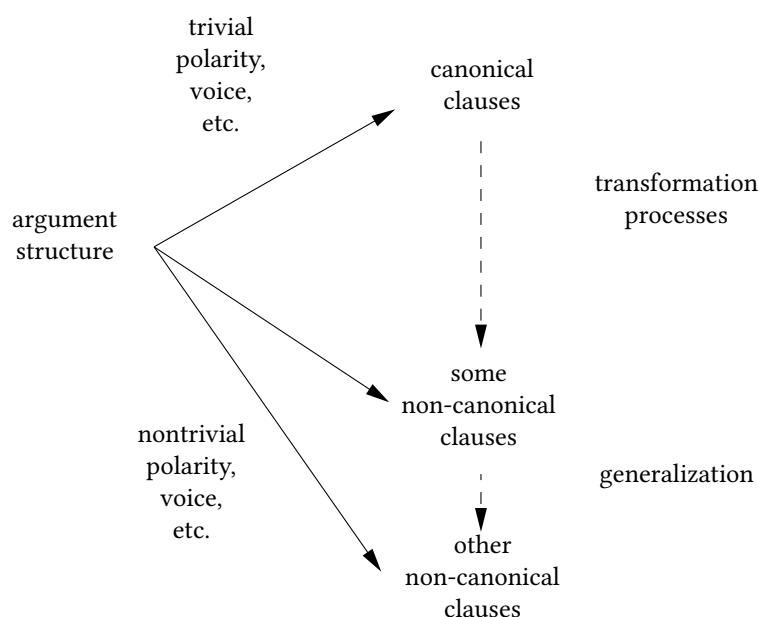 trivial
polarity,
voice,
etc.
canonical
clauses
transformation
processes
argument
structure
some
non-canonical
clauses
nontrivial
polarity,
voice,
etc.
generalization
other
non-canonical
clauses